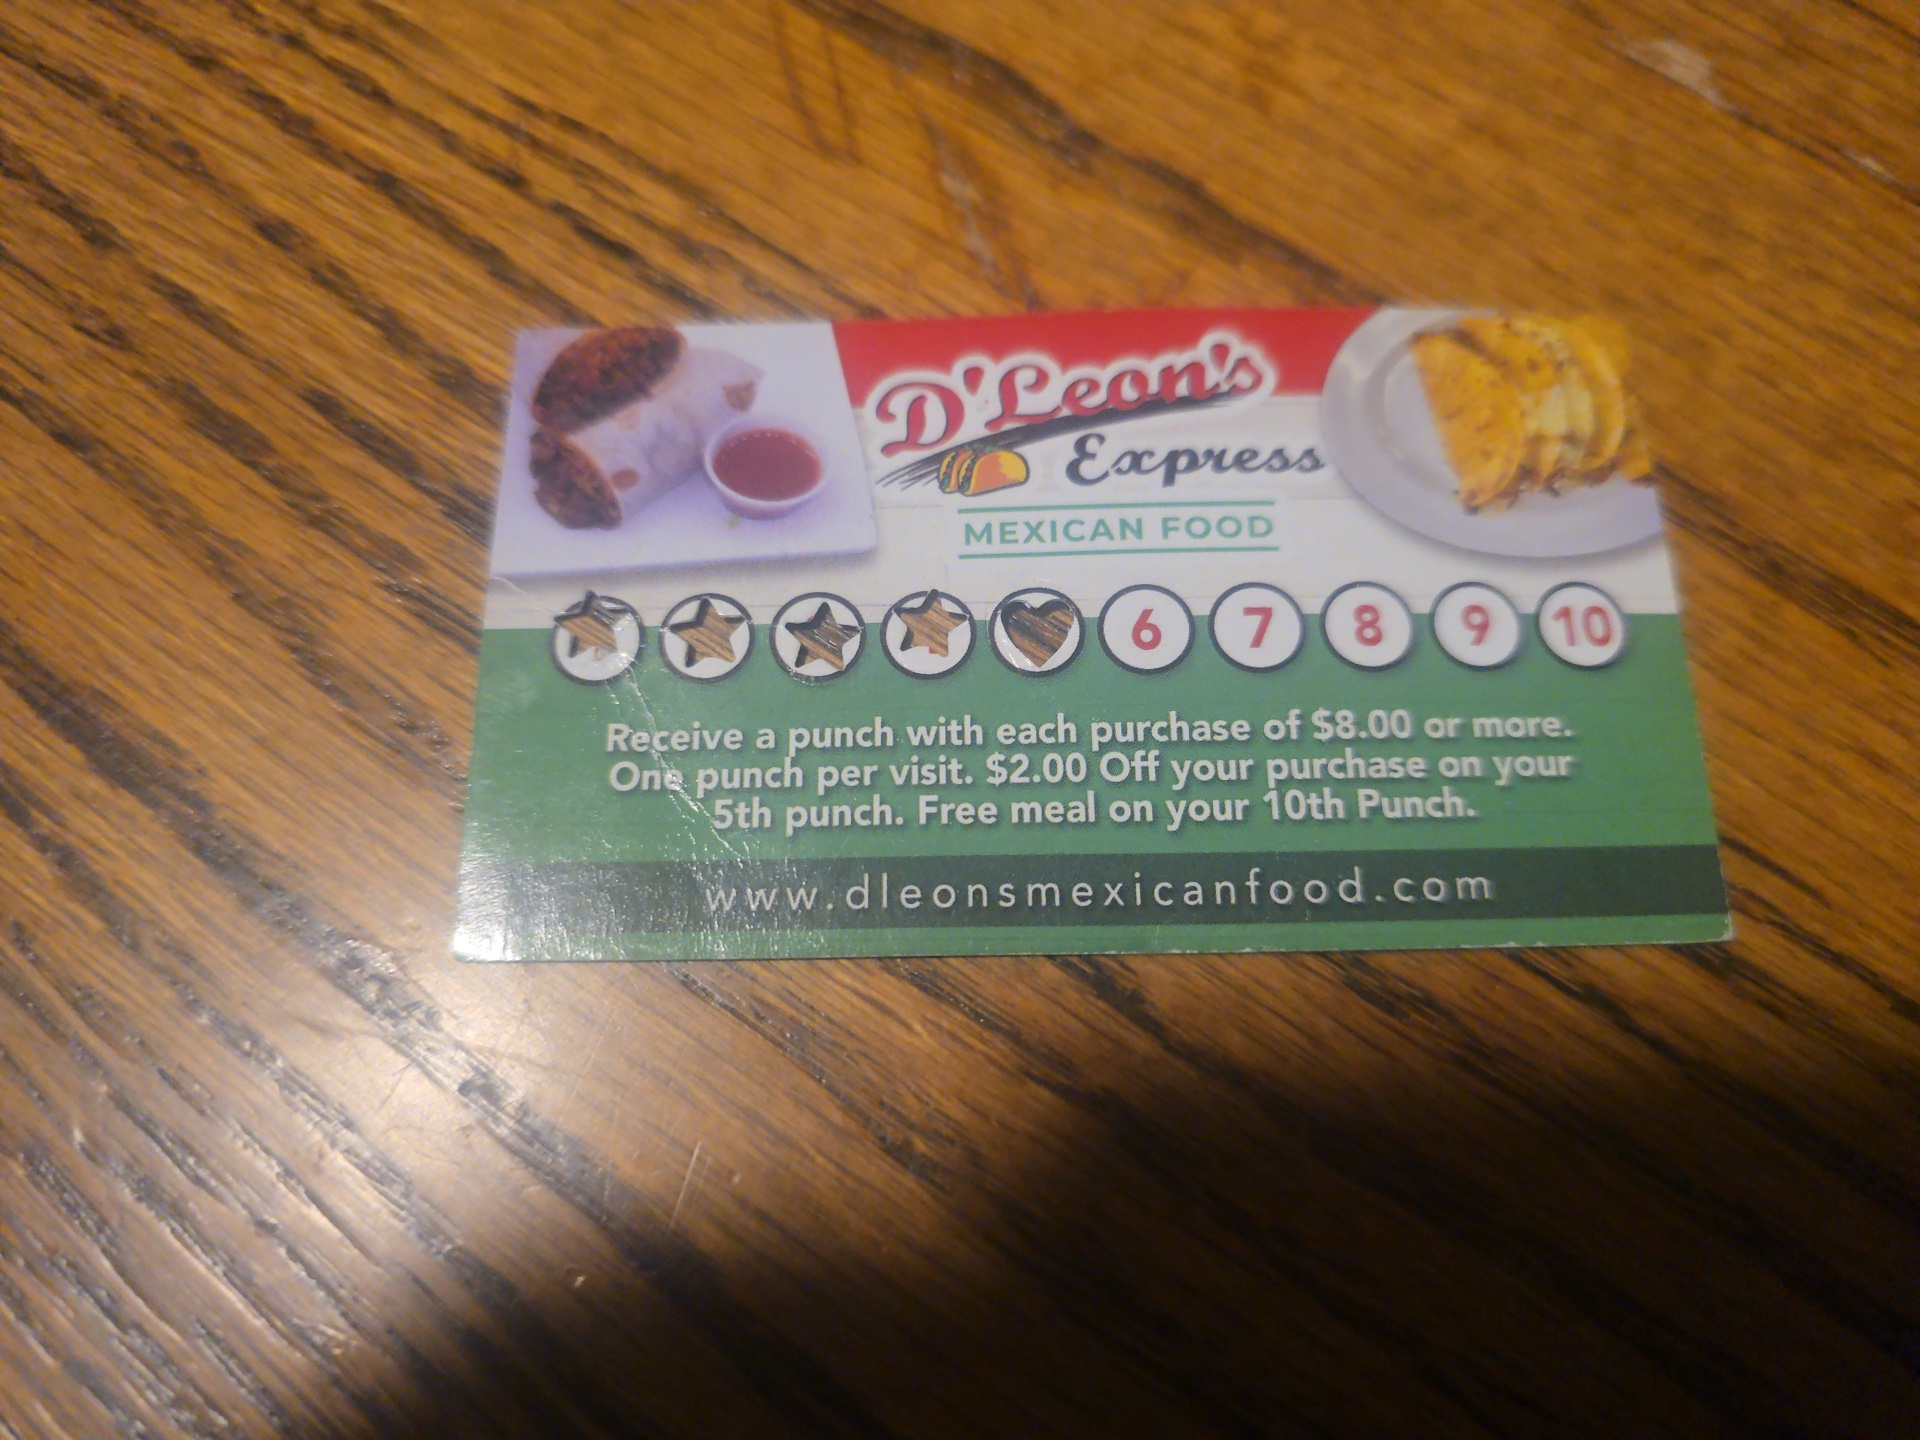 D'Leon's
Express
MEXICAN FOOD
6 7 8 9 10
Receive a punch with each purchase of $8.00 or more.
One punch per visit. $2.00 Off your purchase on your
5th punch. Free meal on your 10th Punch.
www.dleonsmexicanfood.com